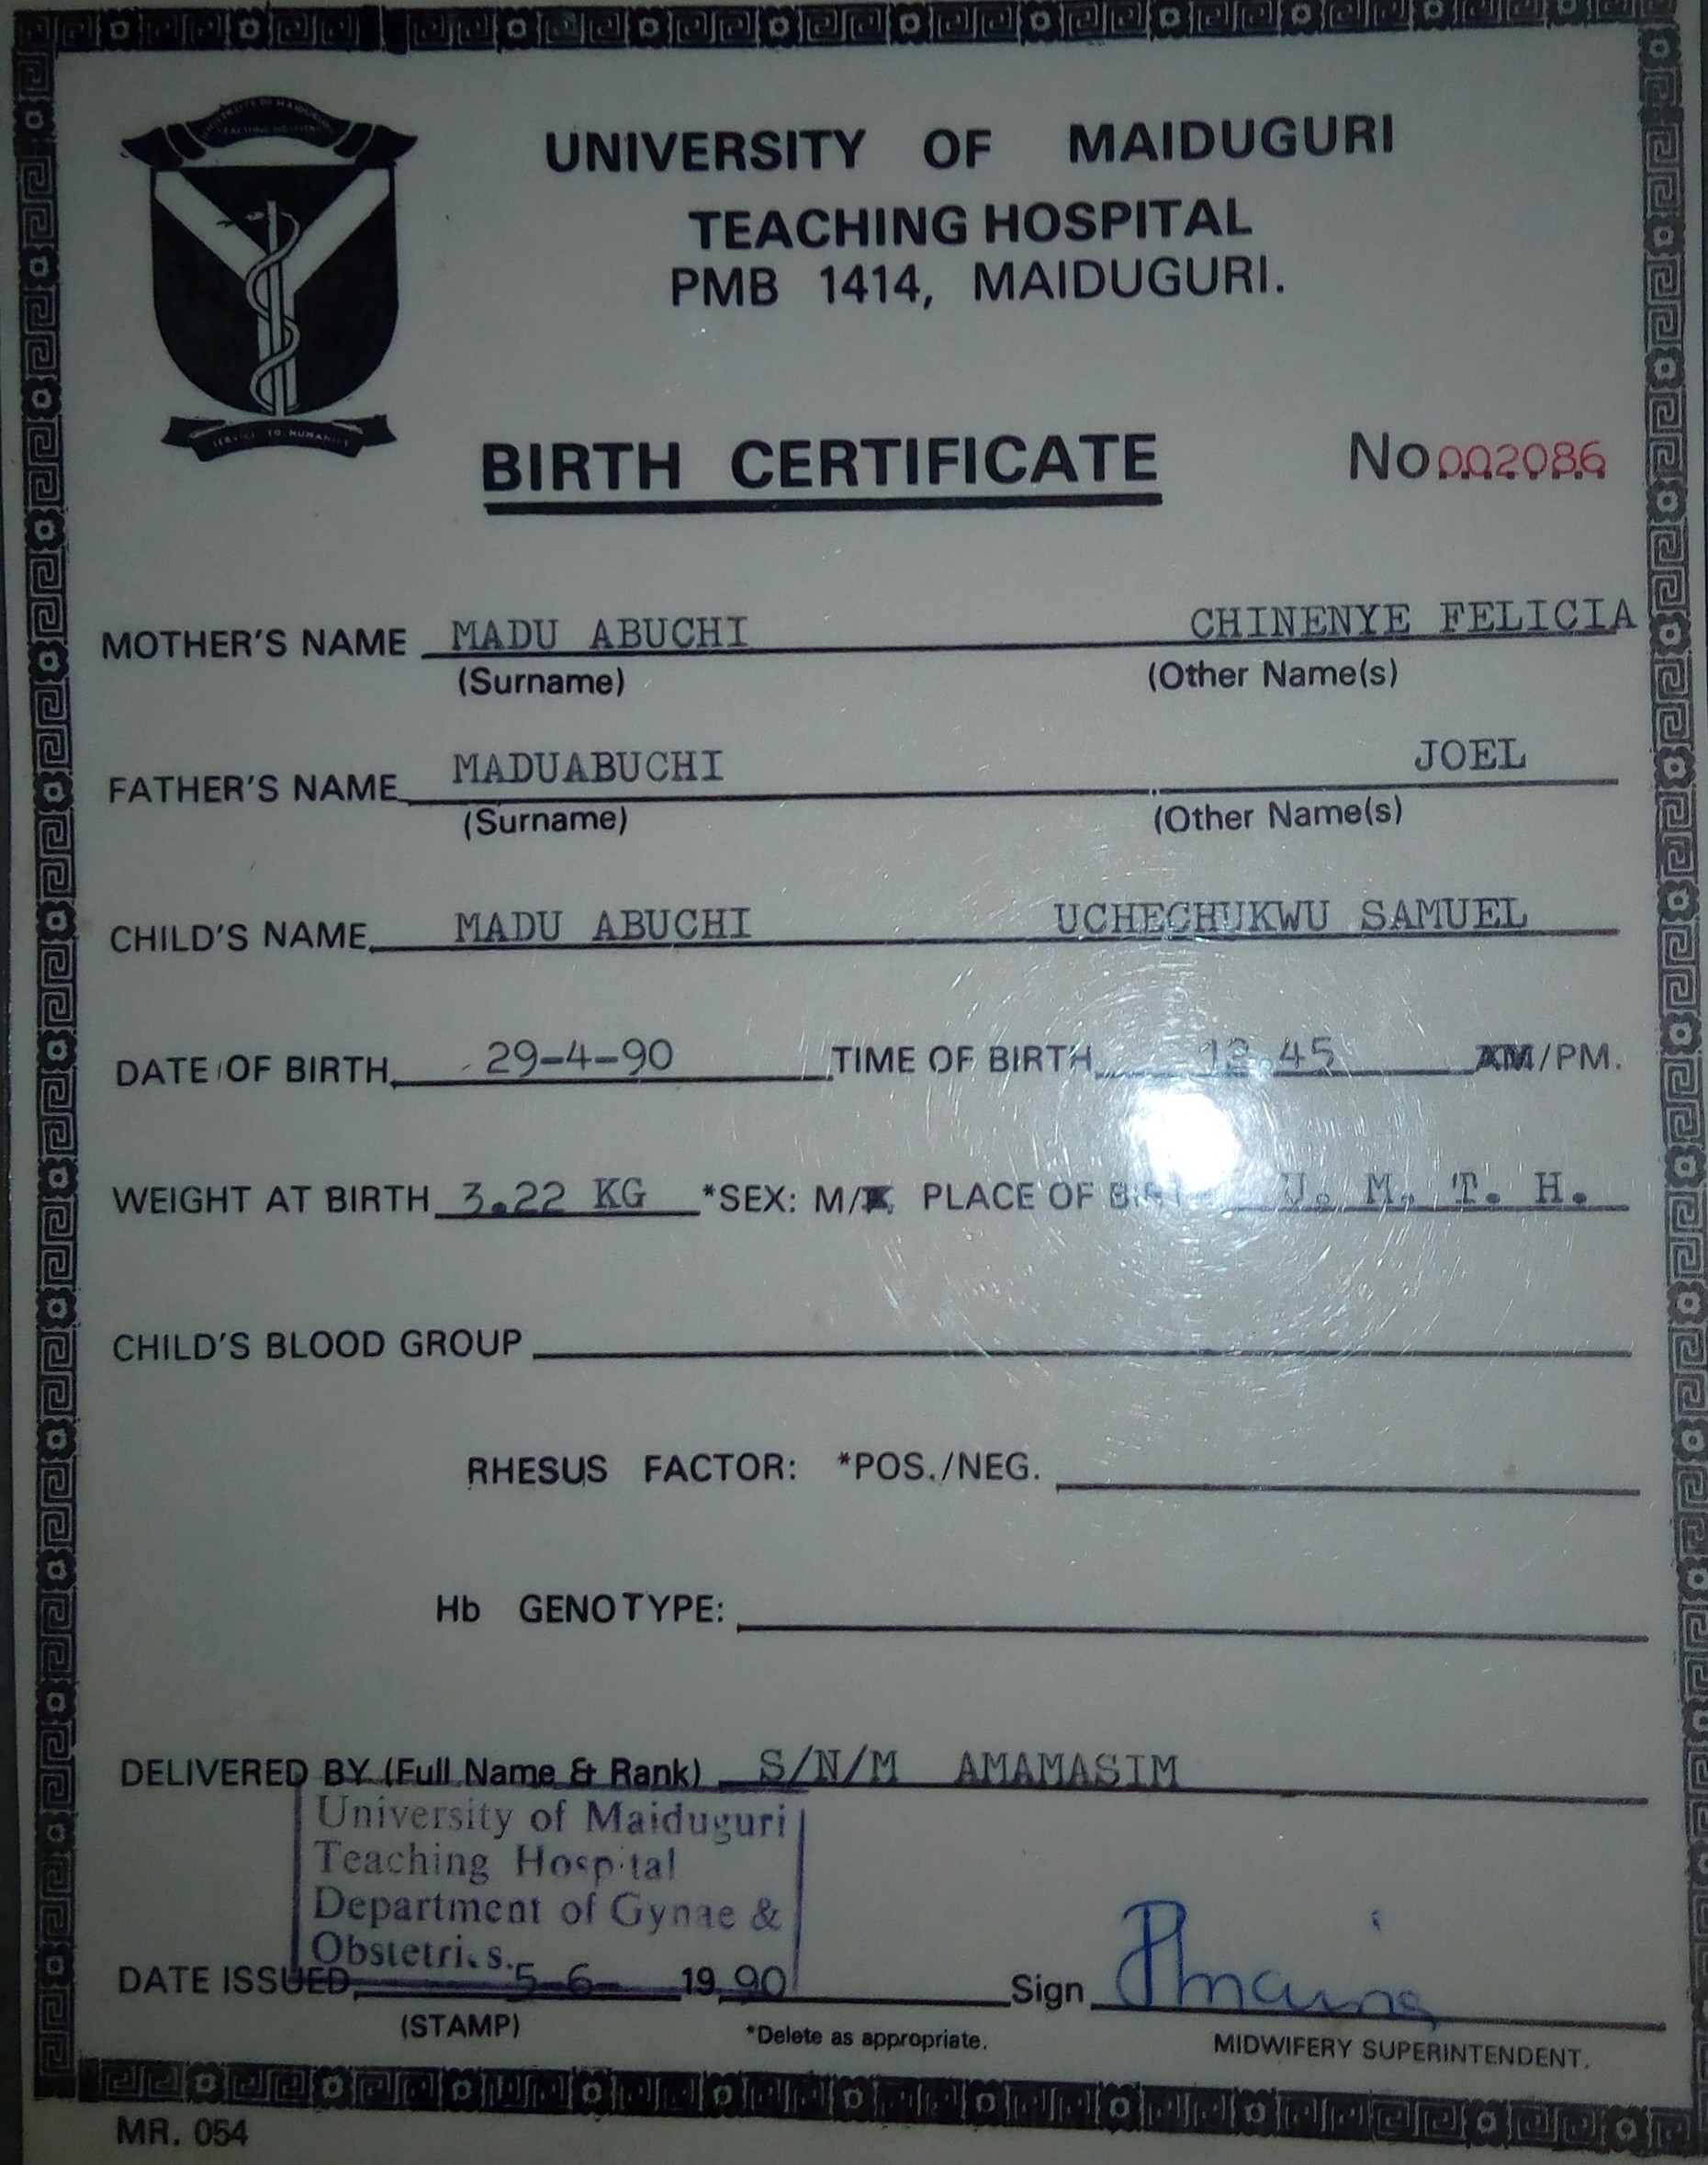 UNIVERSITY OF MAIDUGURI
TEACHING HOSPITAL
UNIVERSITY OF MAIDUGURI
TEACHING HOSPITAL
PMB 1414, MAIDUGURI.
SERVICE TO HUMANITY
BIRTH CERTIFICATE No 002086
MOTHER'S NAME MADU ABUCHI CHINENYE FELICIA
(Surname) (Other Name(s)
FATHER'S NAME MADUABUCHI JOEL
(Surname) (Other Name(s)
CHILD'S NAME MADU ABUCHI UCHECHUKWU SAMUEL
DATE OF BIRTH 29-4-90 TIME OF BIRTH 12.45 AM/PM.
WEIGHT AT BIRTH 3.22 KG *SEX: M/ PLACE OF BIRTH U. M. T. H.
CHILD'S BLOOD GROUP
RHESUS FACTOR: *POS./NEG.
Hb GENOTYPE:
DELIVERED BY (Full Name & Rank) S/N/M AMAMASIM
University of Maiduguri
Teaching Hospital
Department of Gynae &
Obstetrics.
DATE ISSUED 5-6- 19 90 Sign
(STAMP) *Delete as appropriate. MIDWIFERY SUPERINTENDENT.
MR. 054